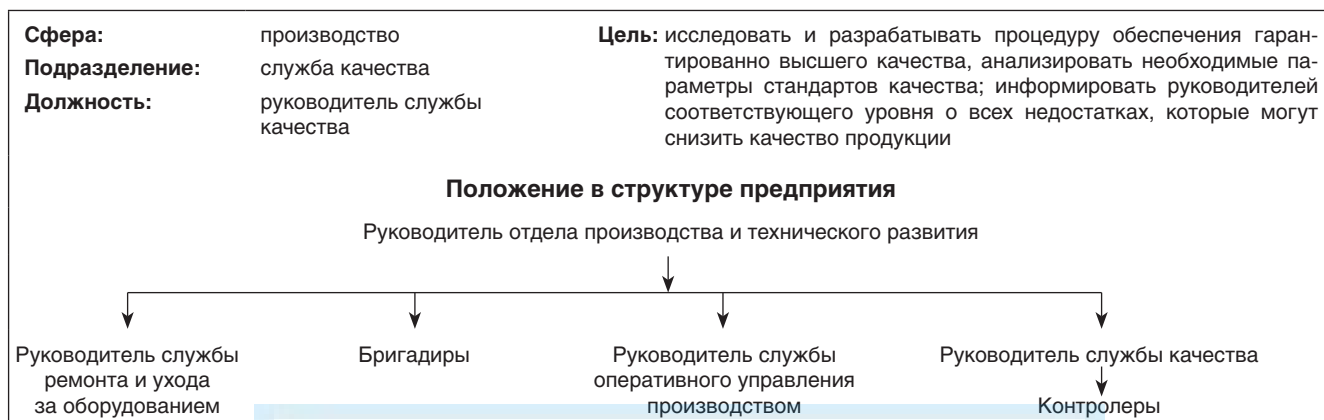 Сфера: производство
Подразделение: служба качества
Должность: руководитель службы
качества
Цель: исследовать и разрабатывать процедуру обеспечения гаран-
тированно высшего качества, анализировать необходимые па-
раметры стандартов качества; информировать руководителей
соответствующего уровня о всех недостатках, которые могут
снизить качество продукции
Положение в структуре предприятия
Руководитель отдела производства и технического развития
Руководитель службы
ремонта и ухода
за оборудованием
Бригадиры
Руководитель службы
оперативного управления
производством
Руководитель службы качества
Контролеры